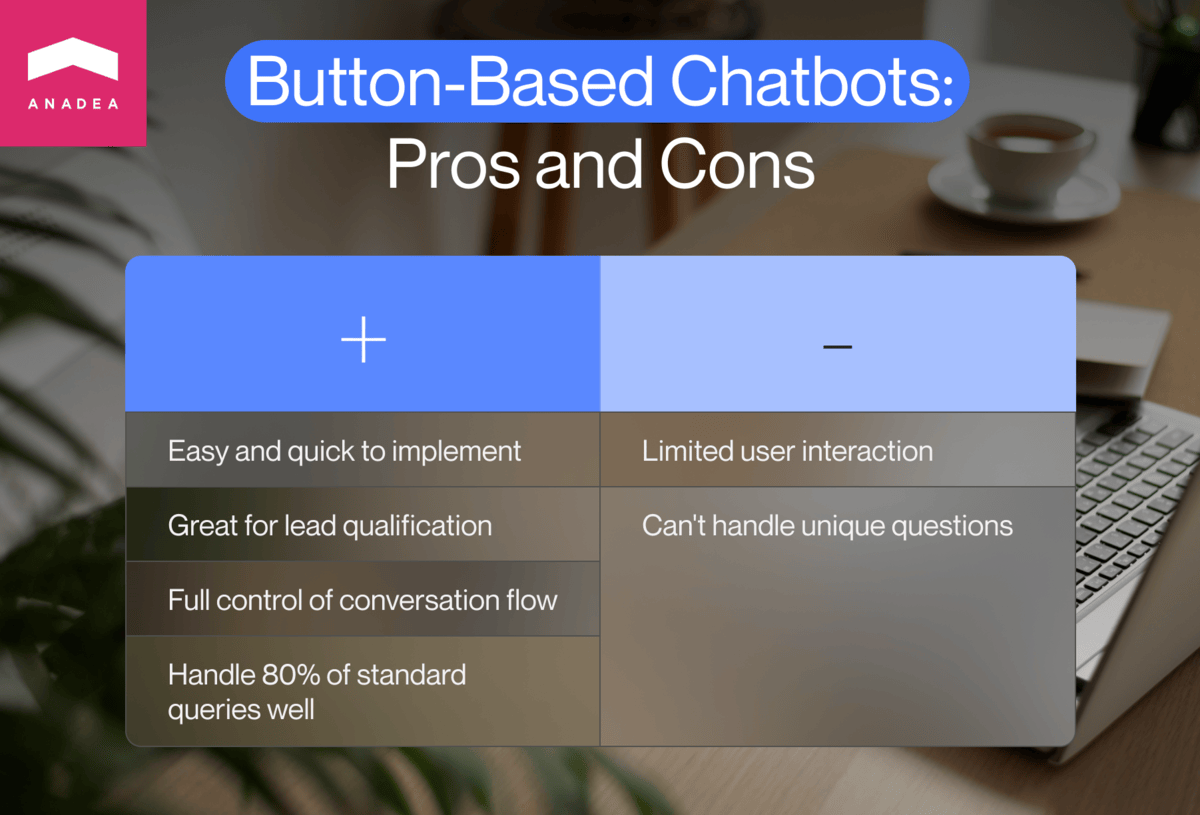 ANADEA
Button-Based Chatbots:
Pros and Cons
+
–
Easy and quick to implement
Limited user interaction
Great for lead qualification
Can't handle unique questions
Full control of conversation flow
Handle 80% of standard
queries well